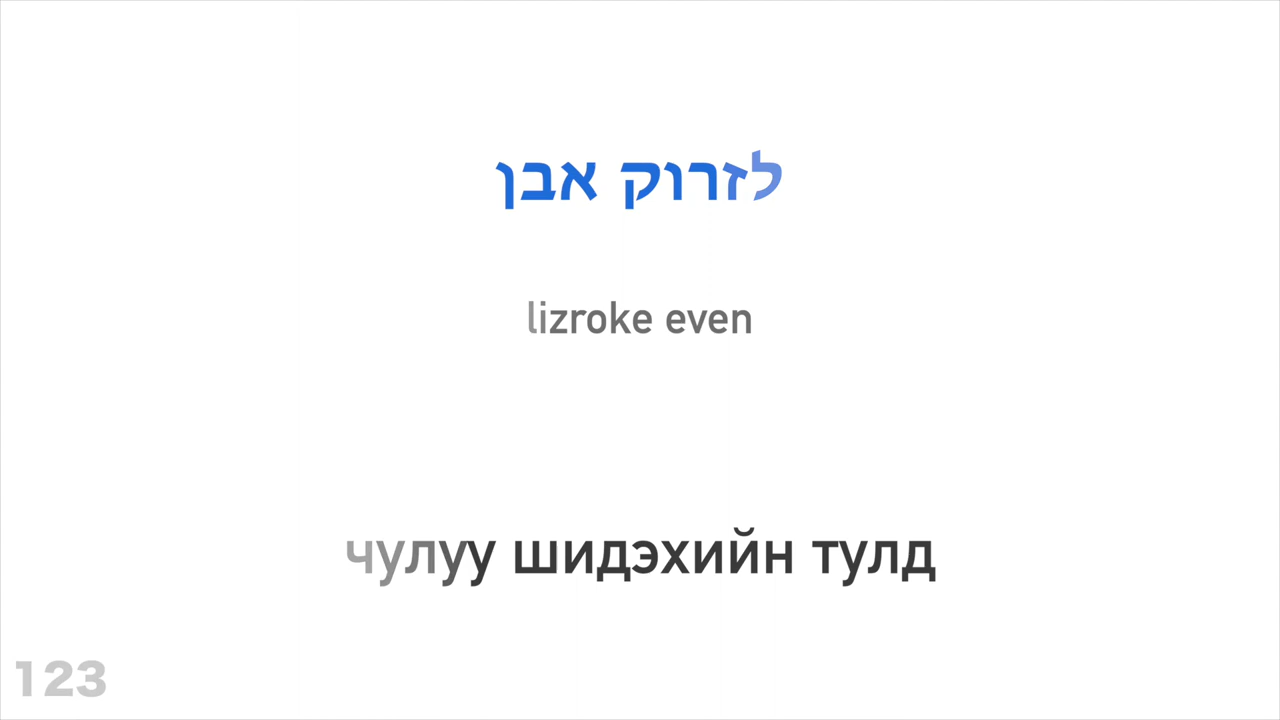 לזרוק אבן
lizroke even
чулуу шидэхийн тулд
123